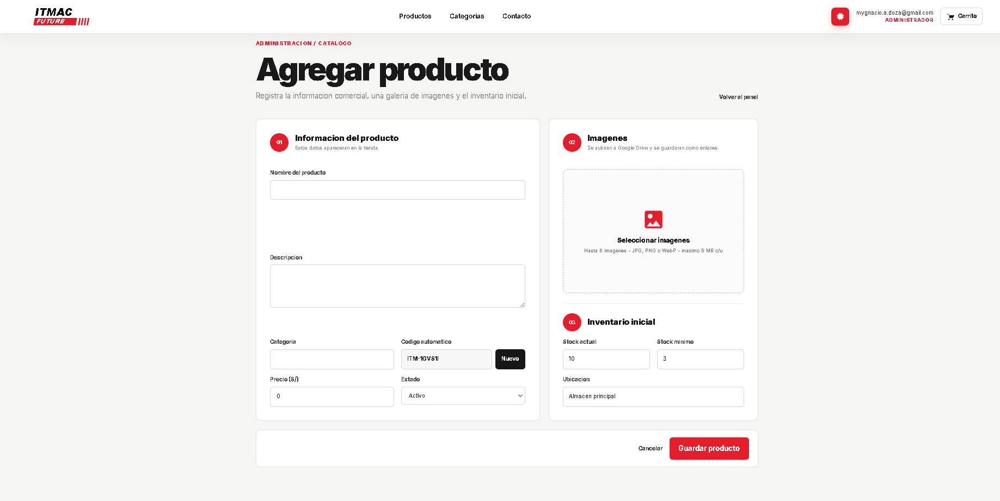 ITMAC
FUTURE
Productos
Categorias
Contacto
mygnacio.a.doza@gmail.com
ADMINISTRADOR
Carrito
ADMINISTRACION / CATALOGO
Agregar producto
Registra la informacion comercial, una galeria de imagenes y el inventario inicial.
Volver al panel
01
Informacion del producto
Estos datos apareceran en la tienda.
Nombre del producto
Descripcion
Categoria
Codigo automatico
ITM-1GVS1I
Nuevo
Precio (S/)
Estado
0
Activo
02
Imagenes
Se subiran a Google Drive y se guardaran como enlaces.
Seleccionar imagenes
Hasta 6 imagenes - JPG, PNG o WebP - maximo 8 MB c/u
03
Inventario inicial
Stock actual
Stock minimo
10
3
Ubicacion
Almacen principal
Cancelar
Guardar producto